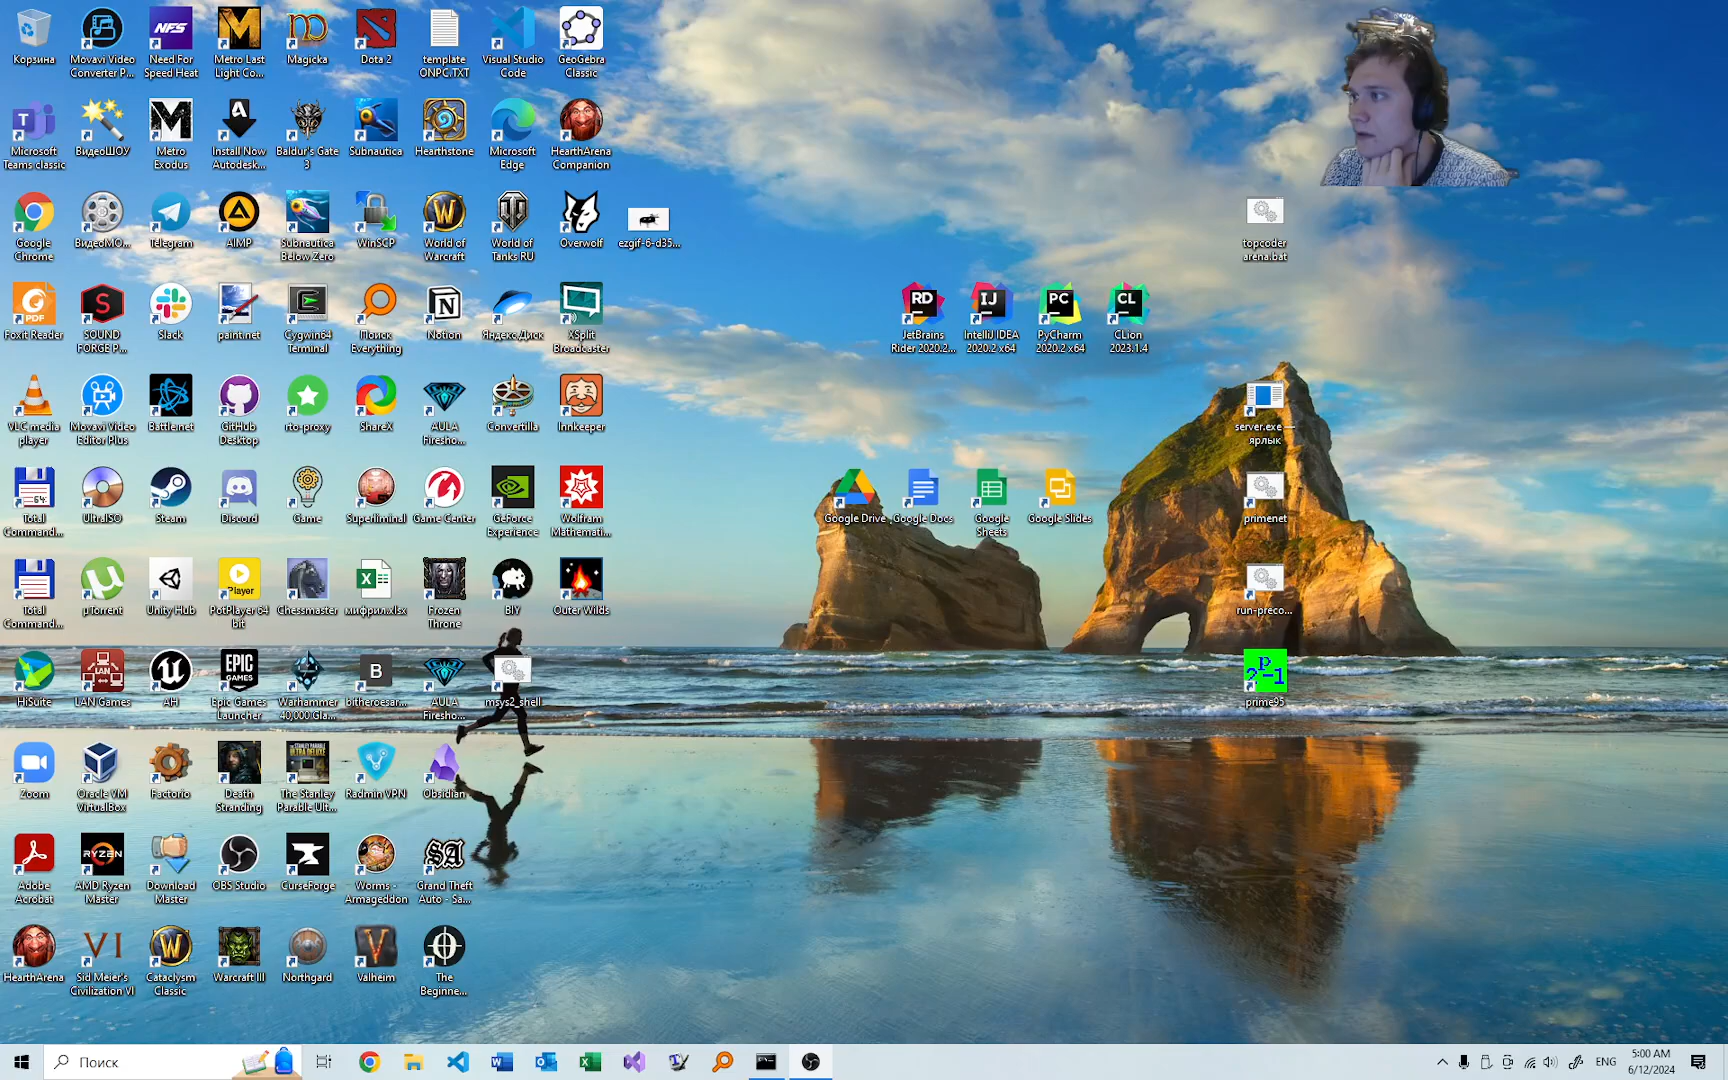 Корзина
Movavi Video
Converter P...
Need For
Speed Heat
Metro Last
Light Co...
Magicka
Dota 2
template
ONPC.TXT
Visual Studio
Code
GeoGebra
Classic
Microsoft
Teams classic
ВидеоШОУ
Metro
Exodus
Install Now
Autodesk...
Baldur's Gate
3
Subnautica
Hearthstone
Microsoft
Edge
HearthArena
Companion
Google
Chrome
ВидеоМО...
Telegram
AIMP
Subnautica
Below Zero
WinSCP
World of
Warcraft
World of
Tanks RU
Overwolf
ezgif-6-d35...
topcoder
arena.bat
Foxit Reader
SOUND
FORGE P...
Slack
paint.net
Cygwin64
Terminal
Поиск
Everything
Notion
Яндекс.Диск
XSplit
Broadcaster
JetBrains
Rider 2020.2...
IntelliJ IDEA
2020.2 x64
PyCharm
2020.2 x64
CLion
2023.1.4
VLC media
player
Movavi Video
Editor Plus
Battle.net
GitHub
Desktop
rto-proxy
ShareX
AULA
Firesho...
Convertilla
Innkeeper
server.exe —
ярлык
Total
Command...
UltraISO
Steam
Discord
Game
Superliminal
Game Center
GeForce
Experience
Wolfram
Mathemati...
Google Drive
Google Docs
Google
Sheets
Google Slides
primenet
Total
Command...
µTorrent
Unity Hub
PotPlayer 64
bit
Chessmaster
мифрил.xlsx
Frozen
Throne
BIY
Outer Wilds
run-preco...
HiSuite
LAN Games
AH
Epic Games
Launcher
Warhammer
40,000 Gla...
bitheroesar...
AULA
Firesho...
msys2_shell
prime95
Zoom
Oracle VM
VirtualBox
Factorio
Death
Stranding
The Stanley
Parable Ult...
Radmin VPN
Obsidian
Adobe
Acrobat
AMD Ryzen
Master
Download
Master
OBS Studio
CurseForge
Worms -
Armageddon
Grand Theft
Auto - Sa...
HearthArena
Sid Meier's
Civilization VI
Cataclysm
Classic
Warcraft III
Northgard
Valheim
The
Beginne...
Поиск
ENG
5:00 AM
6/12/2024